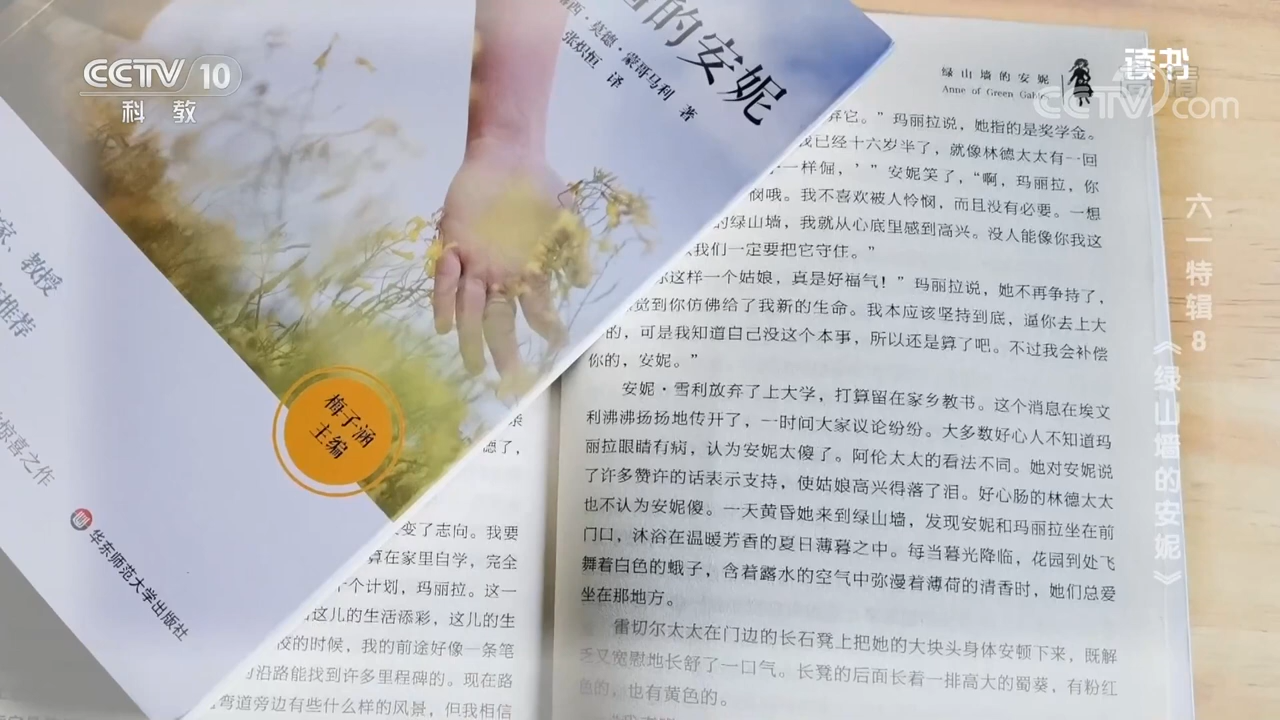 CCTV 10
科教
读书
CCTV.com
六一特辑8
《绿山墙的安妮》
的安妮
莫德·蒙哥马利 著
张炽恒 译
家、教授
推荐
惊喜之作
梅子涵
主编
华东师范大学出版社
绿山墙的安妮
Anne of Green Gable
弃它。”玛丽拉说,她指的是奖学金。
我已经十六岁半了,就像林德太太有一回
一样倔,’”安妮笑了,“啊,玛丽拉,你
悯哦。我不喜欢被人怜悯,而且没有必要。一想
的绿山墙,我就从心底里感到高兴。没人能像你我这
我们一定要把它守住。”
你这样一个姑娘,真是好福气!”玛丽拉说,她不再争持了,
觉到你仿佛给了我新的生命。我本应该坚持到底,逼你去上大
的,可是我知道自己没这个本事,所以还是算了吧。不过我会补偿
你的,安妮。”
安妮·雪利放弃了上大学,打算留在家乡教书。这个消息在埃文
利沸沸扬扬地传开了,一时间大家议论纷纷。大多数好心人不知道玛
丽拉眼睛有病,认为安妮太傻了。阿伦太太的看法不同。她对安妮说
了许多赞许的话表示支持,使姑娘高兴得落了泪。好心肠的林德太太
也不认为安妮傻。一天黄昏她来到绿山墙,发现安妮和玛丽拉坐在前
门口,沐浴在温暖芳香的夏日薄暮之中。每当暮光降临,花园到处飞
舞着白色的蛾子,含着露水的空气中弥漫着薄荷的清香时,她们总爱
坐在那地方。
雷切尔太太在门边的长石凳上把她的大块头身体安顿下来,既解
乏又宽慰地长舒了一口气。长凳的后面长着一排高大的蜀葵,有粉红
色的,也有黄色的。
变了志向。我要
算在家里自学,完全
个计划,玛丽拉。这一
这儿的生活添彩,这儿的生
校的时候,我的前途好像一条笔
沿路能找到许多里程碑的。现在路
弯道旁边有些什么样的风景,但我相信